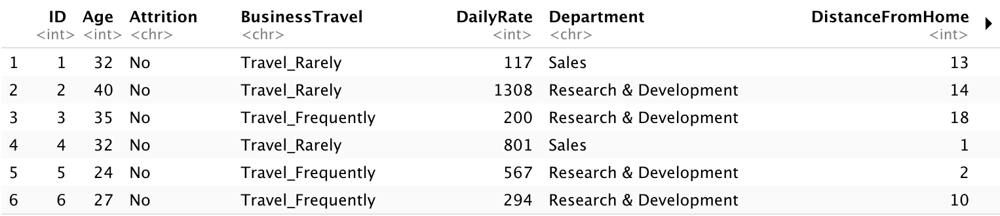 ID Age Attrition BusinessTravel DailyRate Department DistanceFromHome
<int> <int> <chr> <chr> <int> <chr> <int>
1 1 32 No Travel_Rarely 117 Sales 13
2 2 40 No Travel_Rarely 1308 Research & Development 14
3 3 35 No Travel_Frequently 200 Research & Development 18
4 4 32 No Travel_Rarely 801 Sales 1
5 5 24 No Travel_Frequently 567 Research & Development 2
6 6 27 No Travel_Frequently 294 Research & Development 10